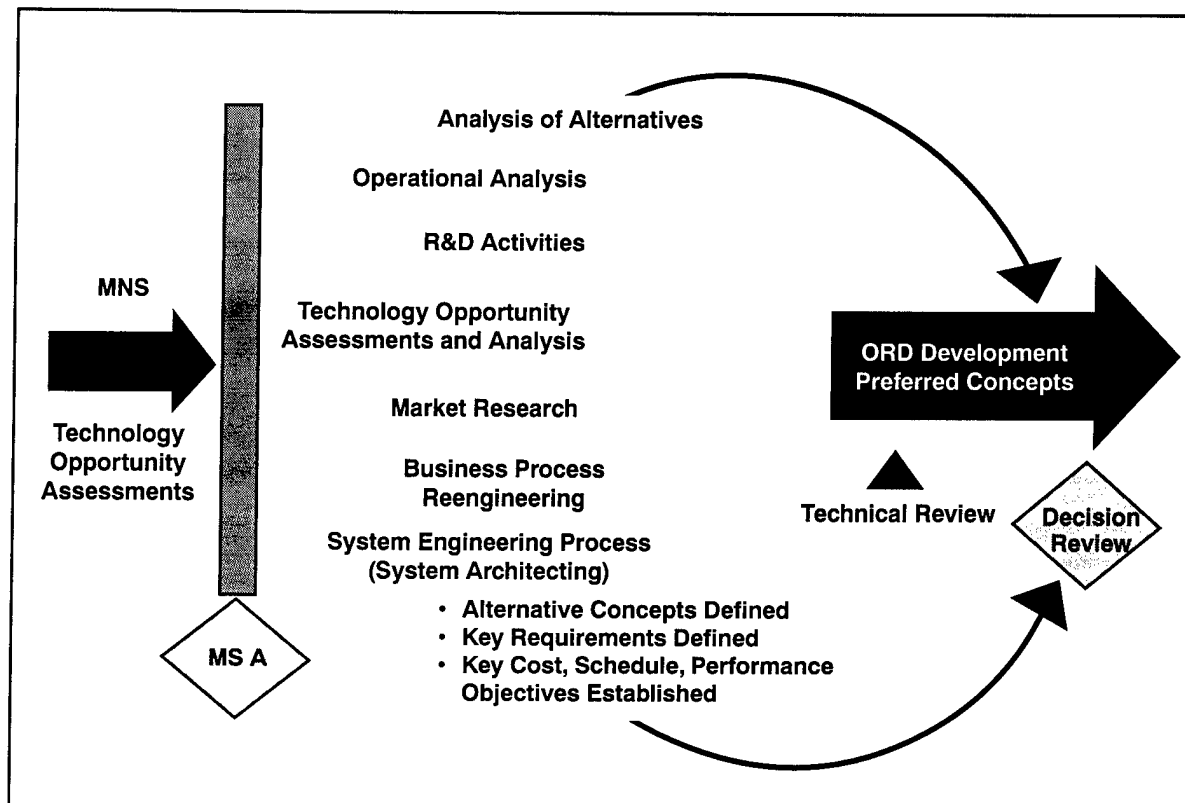 MNS
Technology
Opportunity
Assessments
MS A
Analysis of Alternatives
Operational Analysis
R&D Activities
Technology Opportunity
Assessments and Analysis
Market Research
Business Process
Reengineering
System Engineering Process
(System Architecting)
• Alternative Concepts Defined
• Key Requirements Defined
• Key Cost, Schedule, Performance
Objectives Established
ORD Development
Preferred Concepts
Technical Review
Decision
Review